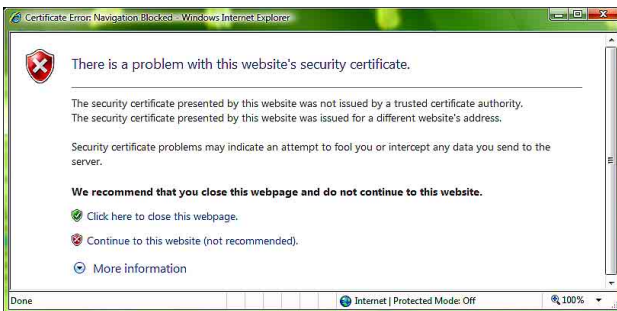 Certificate Error: Navigation Blocked - Windows Internet Explorer
There is a problem with this website's security certificate.
The security certificate presented by this website was not issued by a trusted certificate authority.
The security certificate presented by this website was issued for a different website's address.
Security certificate problems may indicate an attempt to fool you or intercept any data you send to the
server.
We recommend that you close this webpage and do not continue to this website.
Click here to close this webpage.
Continue to this website (not recommended).
More information
Done
Internet | Protected Mode: Off
100%